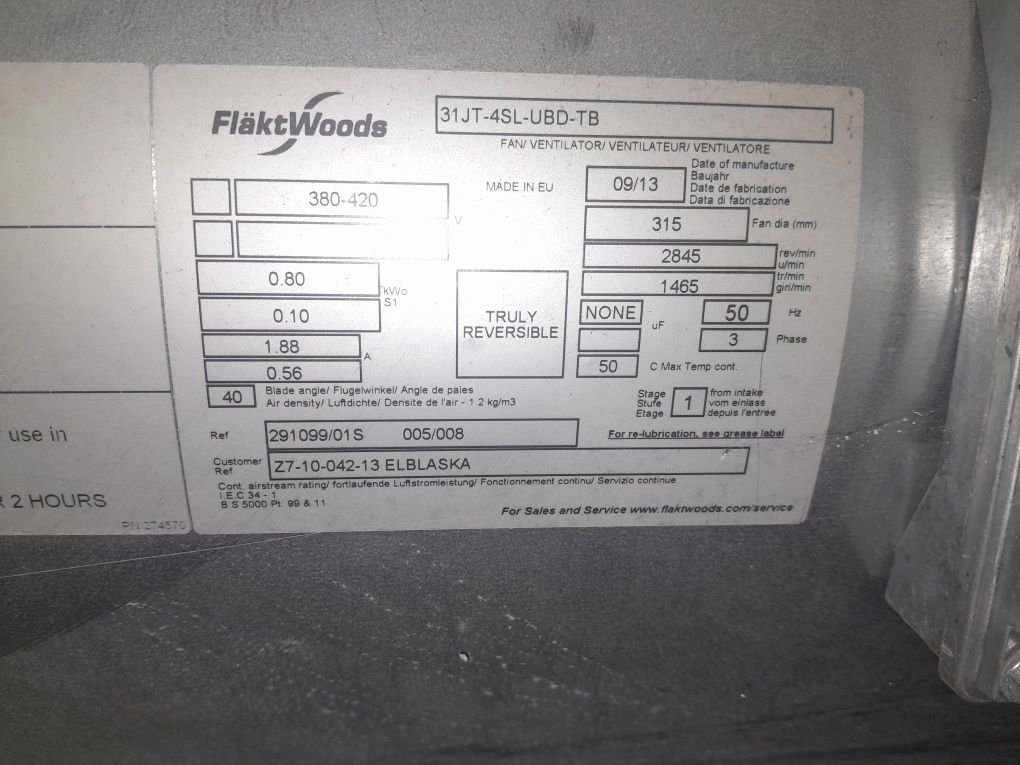 FläktWoods
31JT-4SL-UBD-TB
FAN/ VENTILATOR/ VENTILATEUR/ VENTILATORE
380-420
V
MADE IN EU
09/13
Date of manufacture
Baujahr
Date de fabrication
Data di fabricazione
315
Fan dia (mm)
2845
rev/min
u/min
1465
tr/min
giri/min
0.80
kWo
S1
0.10
1.88
A
0.56
TRULY
REVERSIBLE
NONE
uF
50
Hz
3
Phase
50
C Max Temp cont.
40
Blade angle/ Flugelwinkel/ Angle de pales
Air density/ Luftdichte/ Densite de l'air - 1.2 kg/m3
Stage
Stufe
Etage
1
from intake
vom einlass
depuis l'entree
Ref
291099/01S 005/008
For re-lubrication, see grease label
Customer
Ref
Z7-10-042-13 ELBLASKA
Cont. airstream rating/ fortlaufende Luftstromleistung/ Fonctionnement continu/ Servizio continue
I.E.C 34 - 1
B S 5000 Pt. 99 & 11
For Sales and Service www.flaktwoods.com/service
use in
2 HOURS
PN 274570